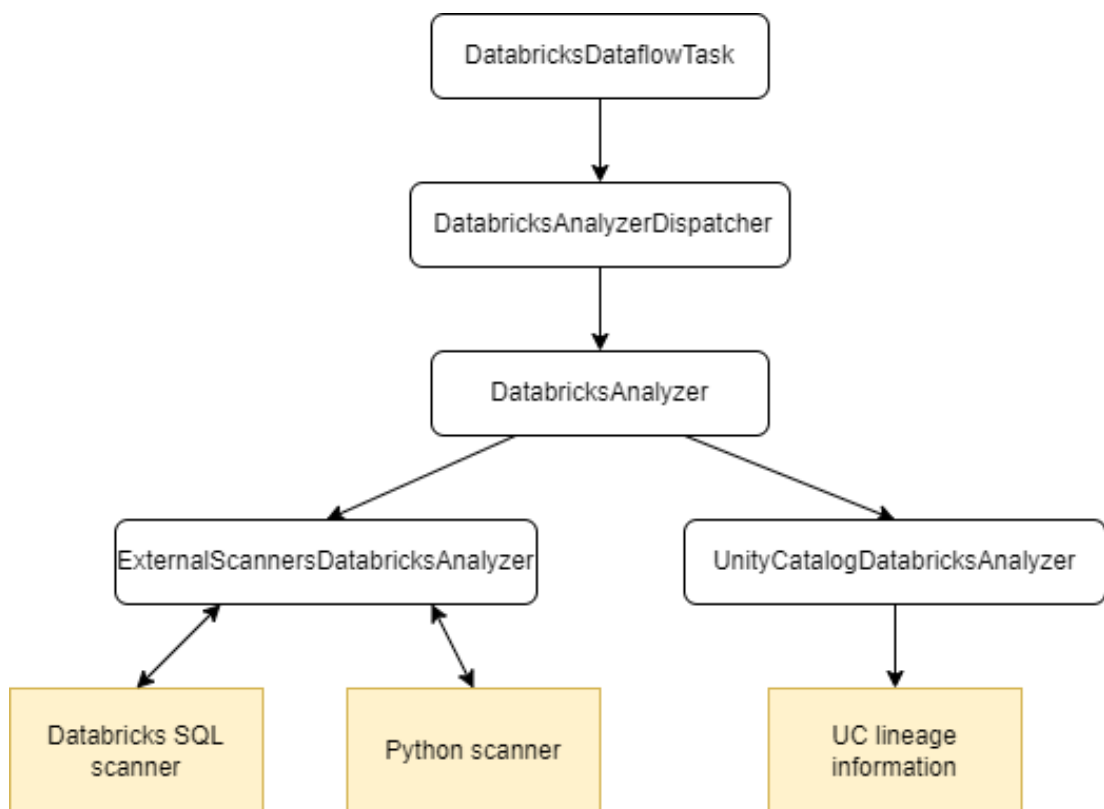 DatabricksDataflowTask
DatabricksAnalyzerDispatcher
DatabricksAnalyzer
ExternalScannersDatabricksAnalyzer
UnityCatalogDatabricksAnalyzer
Databricks SQL
scanner
Python scanner
UC lineage
information